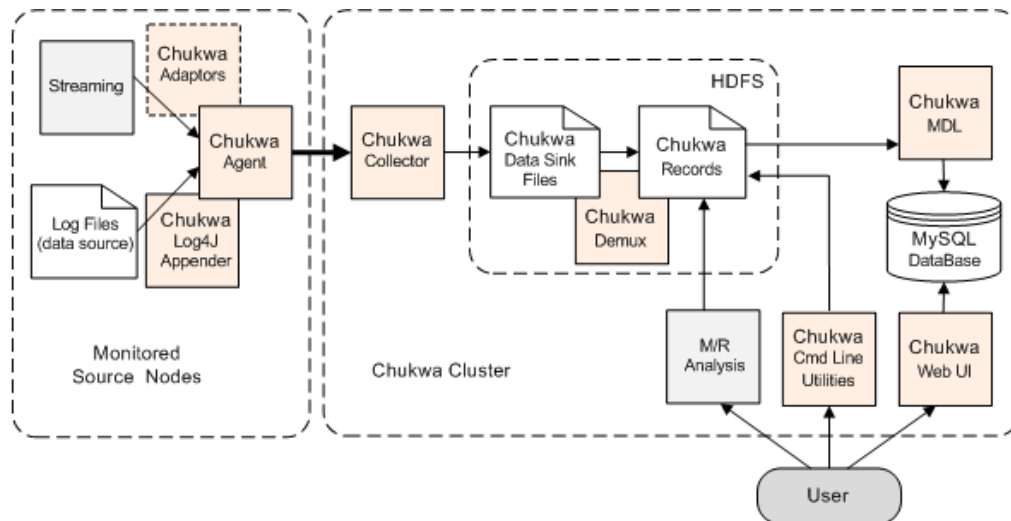 Streaming
Chukwa
Adaptors
Chukwa
Agent
Log Files
(data source)
Chukwa
Log4J
Appender
Monitored
Source Nodes
Chukwa
Collector
HDFS
Chukwa
Data Sink
Files
Chukwa
Records
Chukwa
Demux
Chukwa
MDL
MySQL
DataBase
M/R
Analysis
Chukwa
Cmd Line
Utilities
Chukwa
Web UI
Chukwa Cluster
User